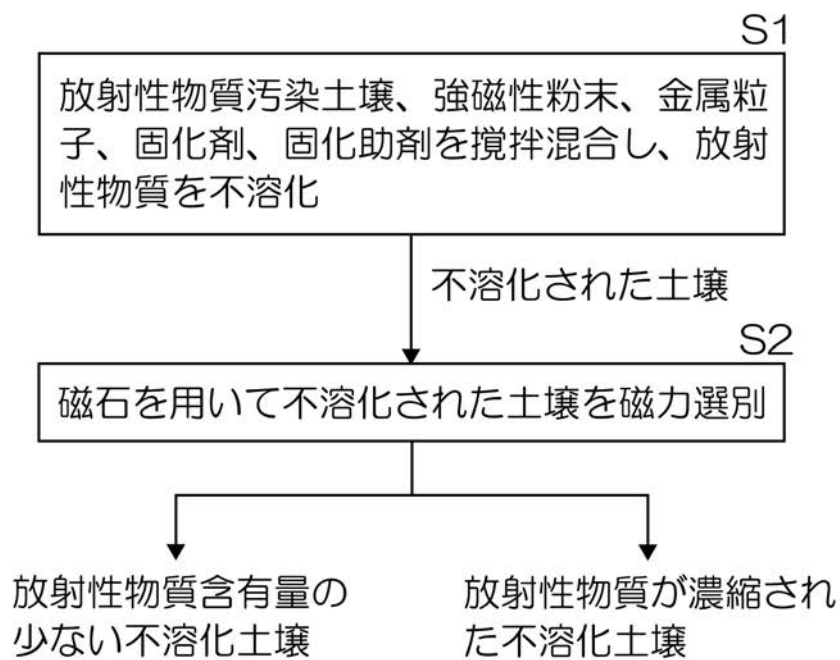 S1
放射性物質汚染土壌、強磁性粉末、金属粒
子、固化剤、固化助剤を撹拌混合し、放射
性物質を不溶化
不溶化された土壌
S2
磁石を用いて不溶化された土壌を磁力選別
放射性物質含有量の
少ない不溶化土壌
放射性物質が濃縮され
た不溶化土壌